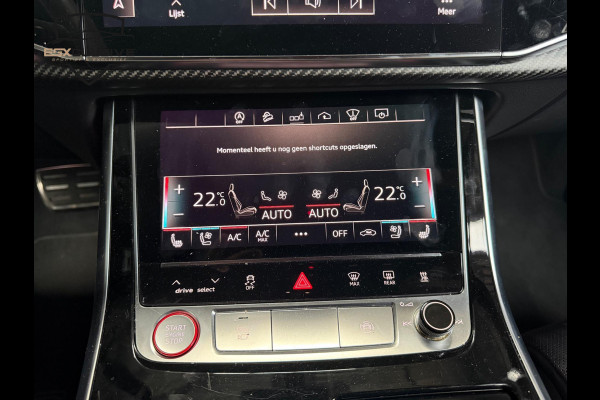 Lijst
Meer
BSX
Momenteel heeft u nog geen shortcuts opgeslagen.
+ 22.0 °C AUTO AUTO 22.0 °C +
A/C A/C MAX ••• OFF
drive select OFF MAX REAR
START STOP